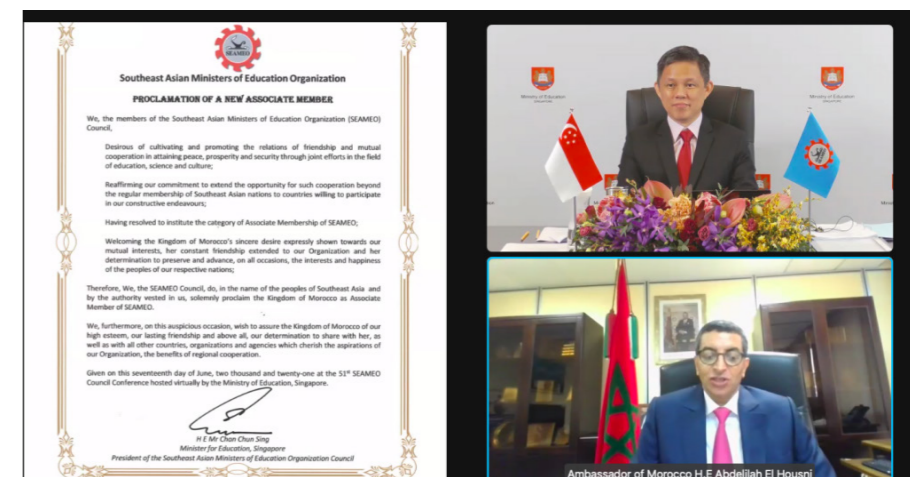 SEAMEO
Southeast Asian Ministers of Education Organization
PROCLAMATION OF A NEW ASSOCIATE MEMBER
We, the members of the Southeast Asian Ministers of Education Organization (SEAMEO)
Council,
Desirous of cultivating and promoting the relations of friendship and mutual
cooperation in attaining peace, prosperity and security through joint efforts in the field
of education, science and culture;
Reaffirming our commitment to extend the opportunity for such cooperation beyond
the regular membership of Southeast Asian nations to countries willing to participate
in our constructive endeavours;
Having resolved to institute the category of Associate Membership of SEAMEO;
Welcoming the Kingdom of Morocco's sincere desire expressly shown towards our
mutual interests, her constant friendship extended to our Organization and her
determination to preserve and advance, on all occasions, the interests and happiness
of the peoples of our respective nations;
Therefore, We, the SEAMEO Council, do, in the name of the peoples of Southeast Asia and
by the authority vested in us, solemnly proclaim the Kingdom of Morocco as Associate
Member of SEAMEO.
We, furthermore, on this auspicious occasion, wish to assure the Kingdom of Morocco of our
high esteem, our lasting friendship and above all, our determination to share with her, as
well as with all other countries, organizations and agencies which cherish the aspirations of
our Organization, the benefits of regional cooperation.
Given on this seventeenth day of June, two thousand and twenty-one at the 51st SEAMEO
Council Conference hosted virtually by the Ministry of Education, Singapore.
H E Mr Chan Chun Sing
Minister for Education, Singapore
President of the Southeast Asian Ministers of Education Organization Council
Ministry of Education
SINGAPORE
Ministry of Education
SINGAPORE
Ambassador of Morocco H.E Abdelilah El Housni